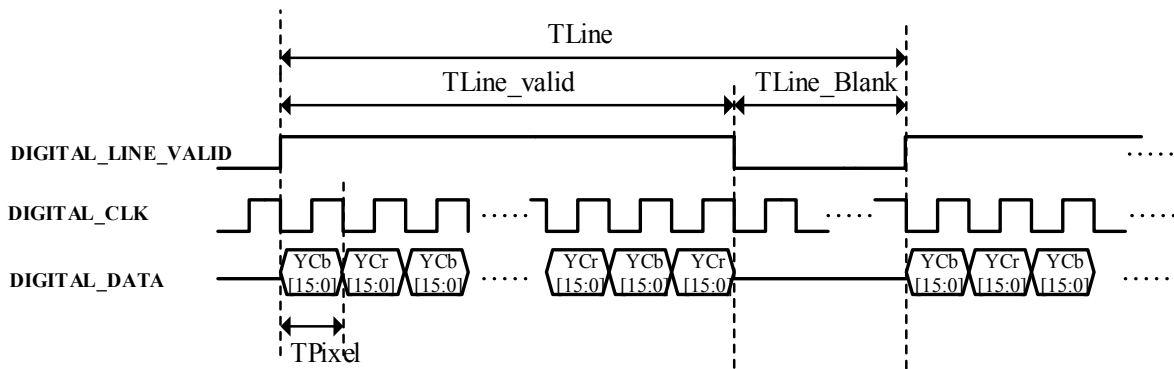 TLine
TLine_valid TLine_Blank
DIGITAL_LINE_VALID ·····
DIGITAL_CLK ····· ····· ·····
DIGITAL_DATA YCb YCr YCb ····· YCr YCb YCr YCb YCr YCb ·····
[15:0] [15:0] [15:0] [15:0] [15:0] [15:0] [15:0] [15:0] [15:0]
TPixel